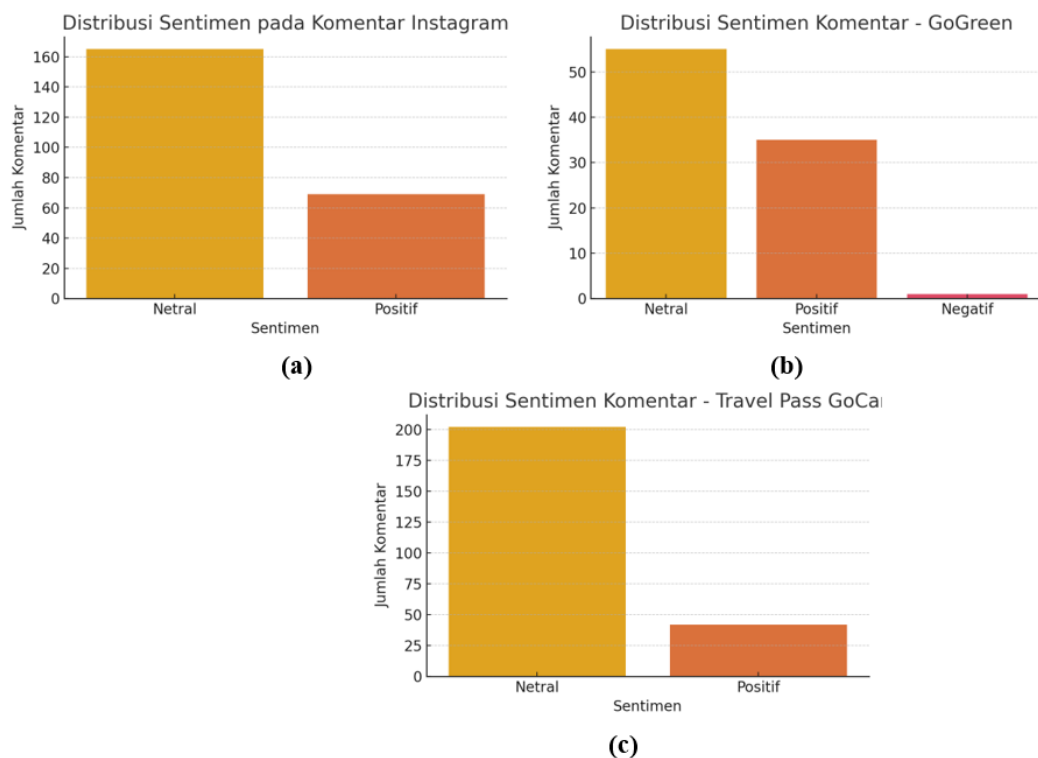 Distribusi Sentimen pada Komentar Instagram
160
140
120
100
80
60
40
20
0
Jumlah Komentar
Netral
Positif
Sentimen
(a)
Distribusi Sentimen Komentar - GoGreen
50
40
30
20
10
0
Jumlah Komentar
Netral
Positif
Negatif
Sentimen
(b)
Distribusi Sentimen Komentar - Travel Pass GoCar
200
175
150
125
100
75
50
25
0
Jumlah Komentar
Netral
Positif
Sentimen
(c)